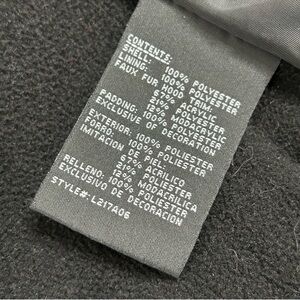 CONTENTS:
SHELL: 100% POLYESTER
LINING: 100% POLYESTER
FAUX FUR HOOD TRIM:
67% ACRYLIC
21% POLYESTER
12% MODACRYLIC
PADDING: 100% POLYESTER
EXCLUSIVE OF DECORATION
EXTERIOR: 100% POLIESTER
FORRO: 100% POLIESTER
IMITACION DE PIEL:
67% ACRILICO
21% POLIESTER
12% MODACRILICA
RELLENO: 100% POLIESTER
EXCLUSIVO DE DECORACION
STYLE#: L217A06